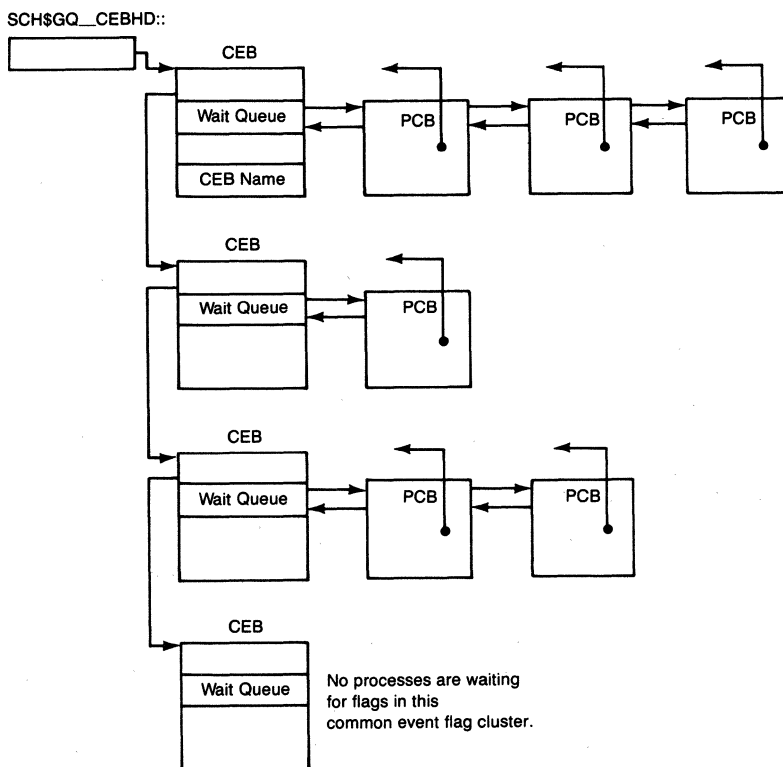 SCH$GQ__CEBHD::
CEB
Wait Queue
PCB
PCB
PCB
CEB Name
CEB
Wait Queue
PCB
CEB
Wait Queue
PCB
PCB
CEB
Wait Queue
No processes are waiting
for flags in this
common event flag cluster.